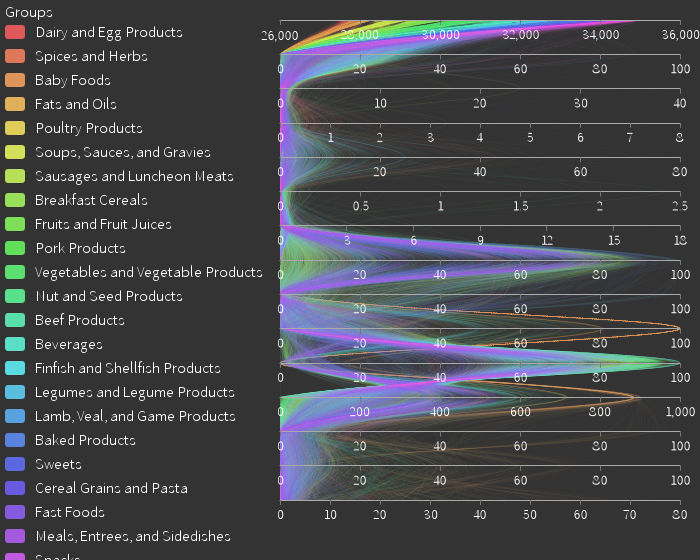 Groups
Dairy and Egg Products
Spices and Herbs
Baby Foods
Fats and Oils
Poultry Products
Soups, Sauces, and Gravies
Sausages and Luncheon Meats
Breakfast Cereals
Fruits and Fruit Juices
Pork Products
Vegetables and Vegetable Products
Nut and Seed Products
Beef Products
Beverages
Finfish and Shellfish Products
Legumes and Legume Products
Lamb, Veal, and Game Products
Baked Products
Sweets
Cereal Grains and Pasta
Fast Foods
Meals, Entrees, and Sidedishes
Snacks
26,000 28,000 30,000 32,000 34,000 36,000
0 20 40 60 80 100
0 10 20 30 40
0 1 2 3 4 5 6 7 8
0 20 40 60 80
0 0.5 1 1.5 2 2.5
0 3 6 9 12 15 18
0 20 40 60 80 100
0 20 40 60 80 100
0 20 40 60 80 100
0 20 40 60 80 100
0 200 400 600 800 1,000
0 20 40 60 80 100
0 20 40 60 80 100
0 10 20 30 40 50 60 70 80